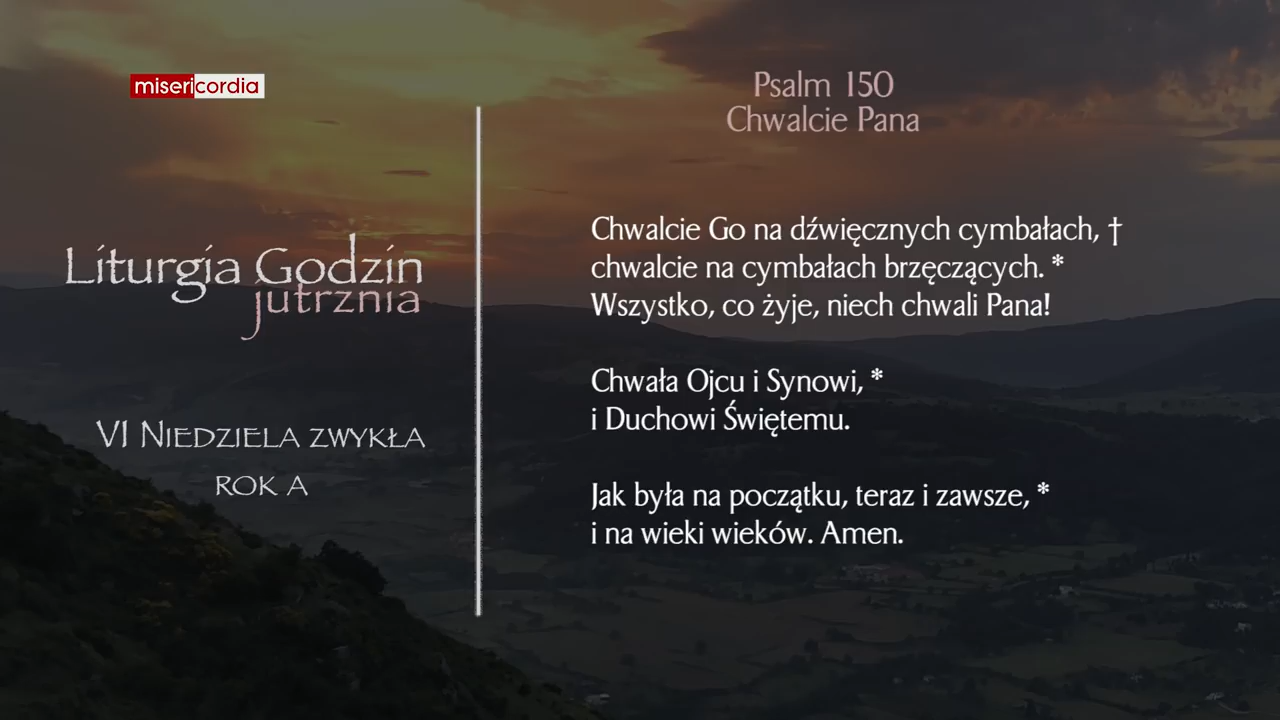 misericordia
Liturgia Godzin
jutrznia
VI Niedziela zwykła
rok A
Psalm 150
Chwalcie Pana
Chwalcie Go na dźwięcznych cymbałach, †
chwalcie na cymbałach brzęczących. *
Wszystko, co żyje, niech chwali Pana!
Chwała Ojcu i Synowi, *
i Duchowi Świętemu.
Jak była na początku, teraz i zawsze, *
i na wieki wieków. Amen.